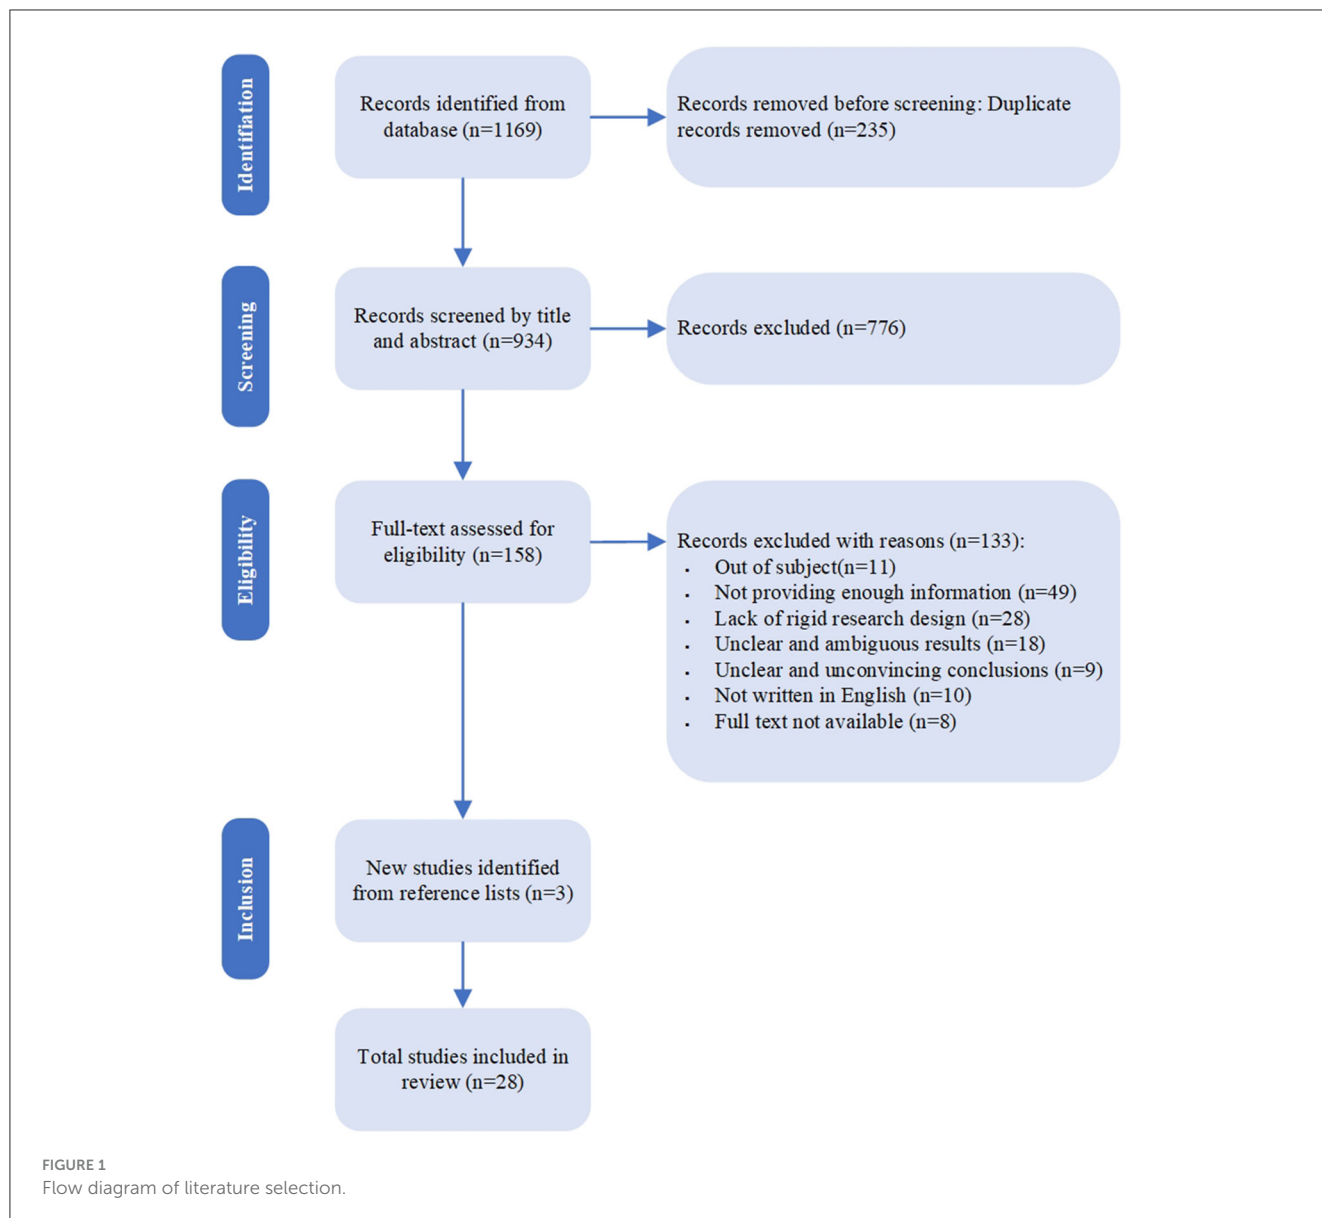 Identifiation
Records identified from
database (n=1169)
Records removed before screening: Duplicate
records removed (n=235)
Screening
Records screened by title
and abstract (n=934)
Records excluded (n=776)
Eligibility
Full-text assessed for
eligibility (n=158)
Records excluded with reasons (n=133):
· Out of subject(n=11)
· Not providing enough information (n=49)
· Lack of rigid research design (n=28)
· Unclear and ambiguous results (n=18)
· Unclear and unconvincing conclusions (n=9)
· Not written in English (n=10)
· Full text not available (n=8)
Inclusion
New studies identified
from reference lists (n=3)
Total studies included in
review (n=28)
FIGURE 1
Flow diagram of literature selection.